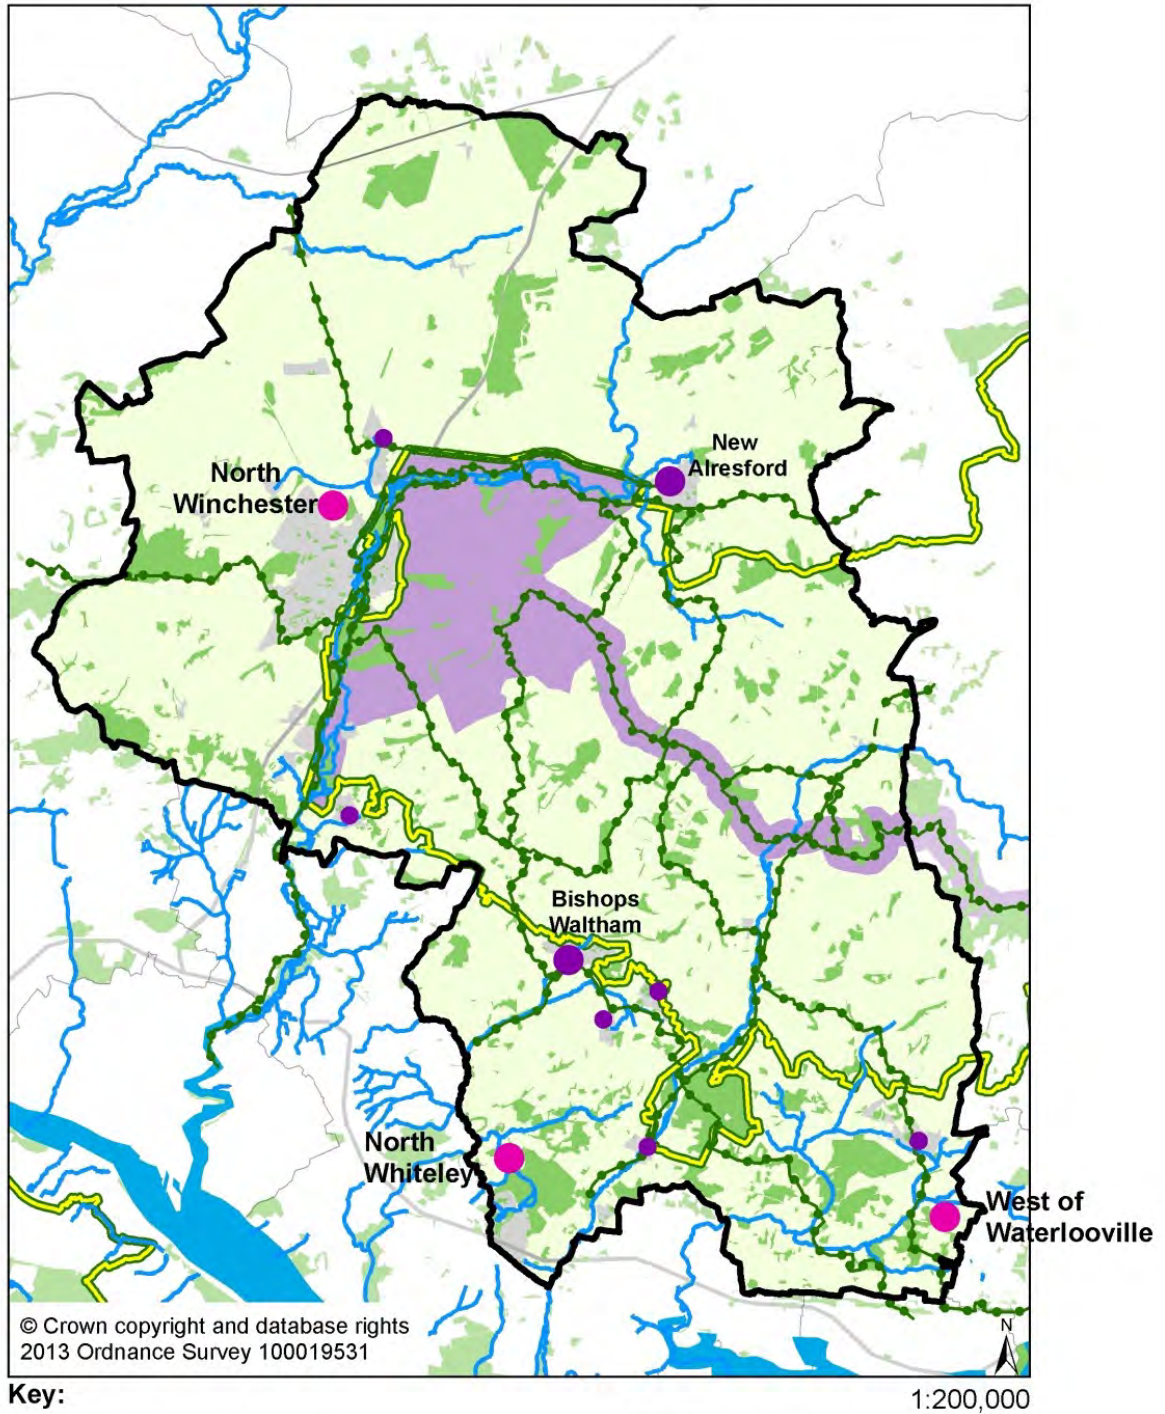 New
Alresford
North
Winchester
Bishops
Waltham
North
Whiteley
West of
Waterlooville
© Crown copyright and database rights
2013 Ordnance Survey 100019531
N
Key:
1:200,000